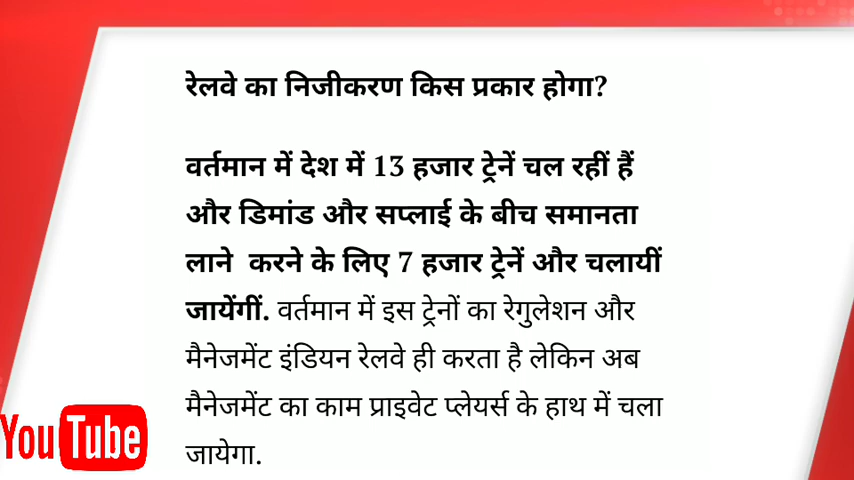 रेलवे का निजीकरण किस प्रकार होगा?
वर्तमान में देश में 13 हजार ट्रेनें चल रहीं हैं
और डिमांड और सप्लाई के बीच समानता
लाने करने के लिए 7 हजार ट्रेनें और चलायीं
जायेंगीं. वर्तमान में इस ट्रेनों का रेगुलेशन और
मैनेजमेंट इंडियन रेलवे ही करता है लेकिन अब
मैनेजमेंट का काम प्राइवेट प्लेयर्स के हाथ में चला
जायेगा.
YouTube